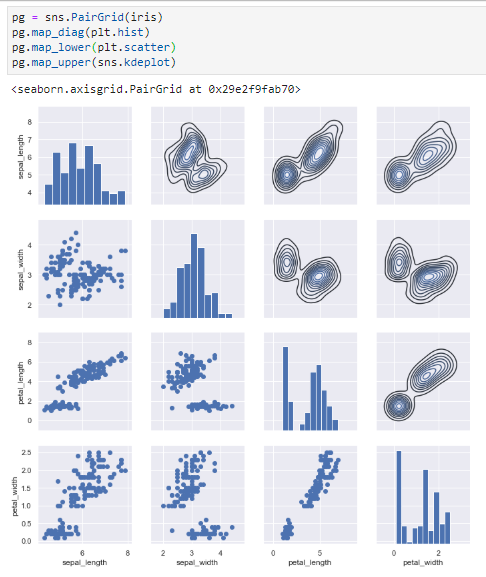 pg = sns.PairGrid(iris)
pg.map_diag(plt.hist)
pg.map_lower(plt.scatter)
pg.map_upper(sns.kdeplot)
<seaborn.axisgrid.PairGrid at 0x29e2f9fab70>
8
7
6
5
4
sepal_length
4
3
2
sepal_width
8
6
4
2
0
petal_length
2.5
2.0
1.5
1.0
0.5
0.0
petal_width
6 8
2 3 4
0 5
0 2
sepal_length sepal_width petal_length petal_width